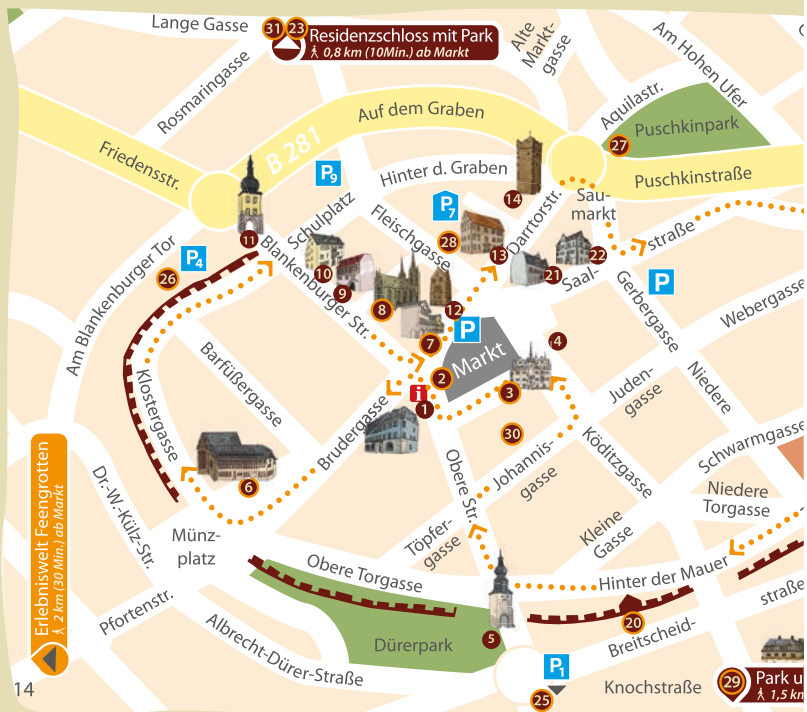 Lange Gasse
31
23
Residenzschloss mit Park
0,8 km (10Min.) ab Markt
Alte
Markt-
gasse
Am Hohen Ufer
Rosmaringasse
Auf dem Graben
Aquilastr.
Puschkinpark
27
Friedensstr.
B 281
P9
Hinter d. Graben
14
Puschkinstraße
Sau-
markt
Schulplatz
P7
Fleischgasse
Darrtorstr.
straße
11
P4
28
13
22
26
10
21
Saal-
Am Blankenburger Tor
Blankenburger Str.
9
8
12
P
Gerbergasse
P
Webergasse
7
Markt
4
Barfüßergasse
2
3
Juden-
gasse
Niedere
Klostergasse
i
1
Brudergasse
30
Johannis-
gasse
Köditzgasse
Schwarmgasse
6
Obere Str.
Niedere
Torgasse
Erlebniswelt Feengrotten
2 km (30 Min.) ab Markt
Dr.-W.-Külz-Str.
Münz-
platz
Töpfer-
gasse
Kleine
Gasse
Obere Torgasse
Hinter der Mauer
straße
Pfortenstr.
20
Albrecht-Dürer-Straße
Dürerpark
5
Breitscheid-
P1
25
Knochstraße
29
Park u
1,5 km
14